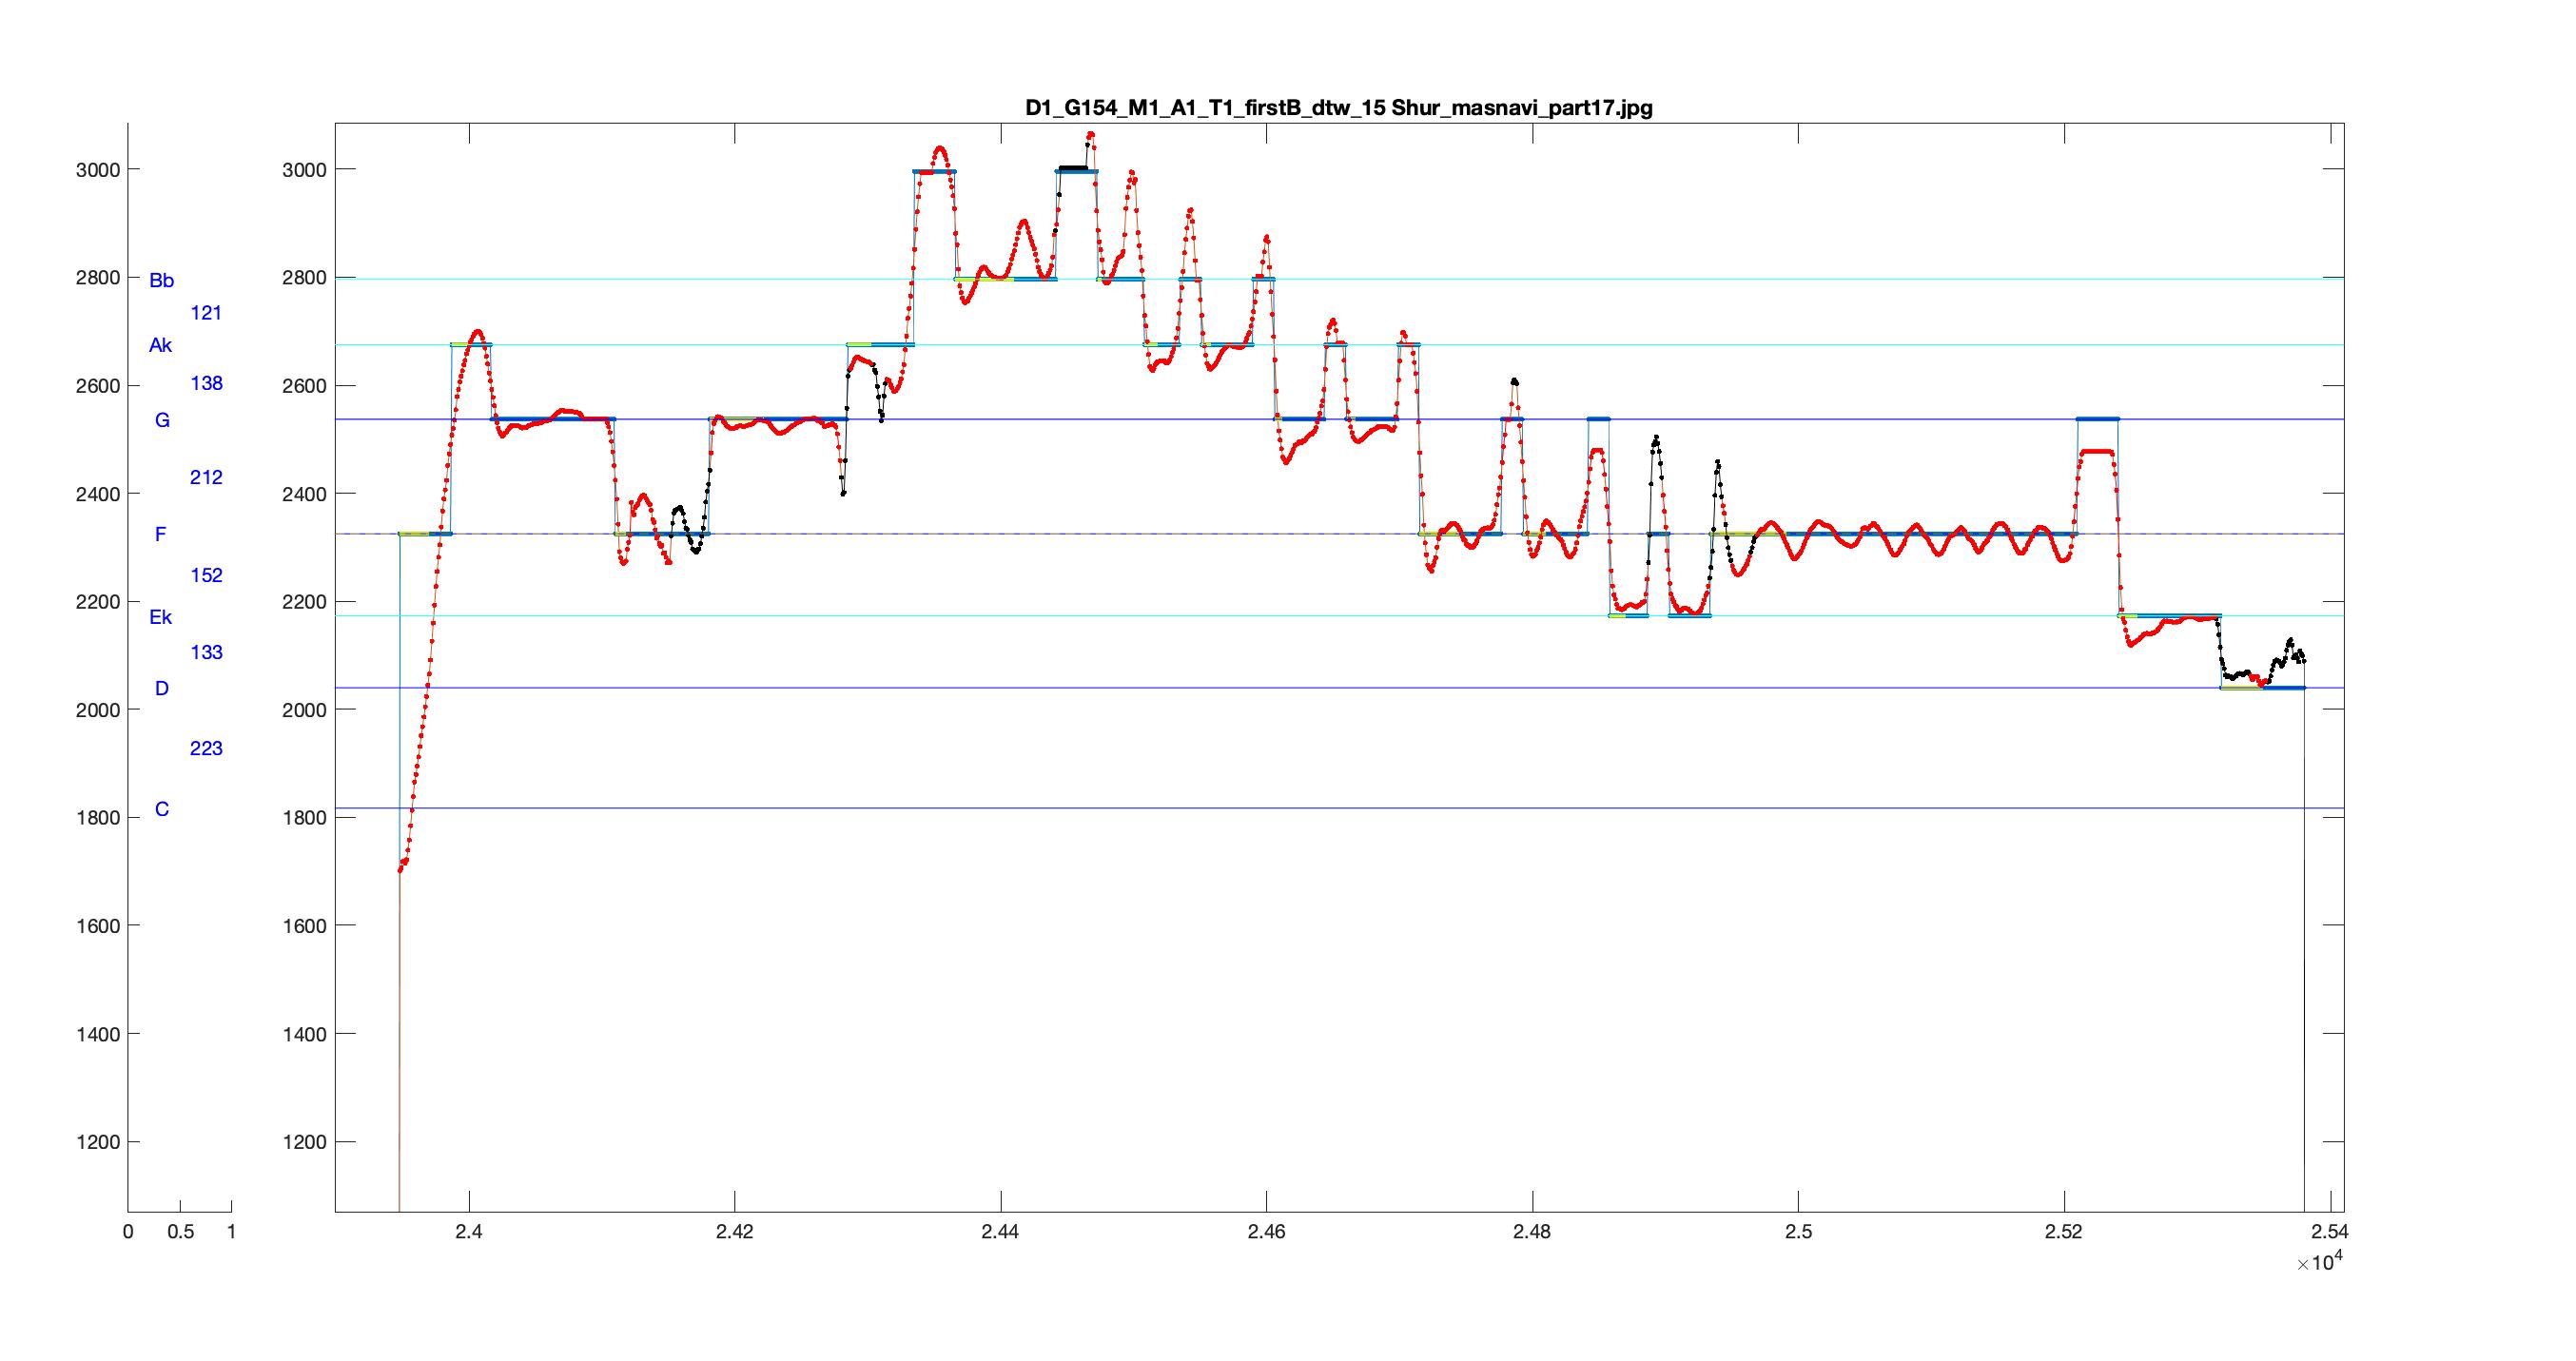 D1_G154_M1_A1_T1_firstB_dtw_15 Shur_masnavi_part17.jpg
3000
2800
2600
2400
2200
2000
1800
1600
1400
1200
0 0.5 1
Bb
121
Ak
138
G
212
F
152
Ek
133
D
223
C
3000
2800
2600
2400
2200
2000
1800
1600
1400
1200
2.4 2.42 2.44 2.46 2.48 2.5 2.52 2.54
×10⁴